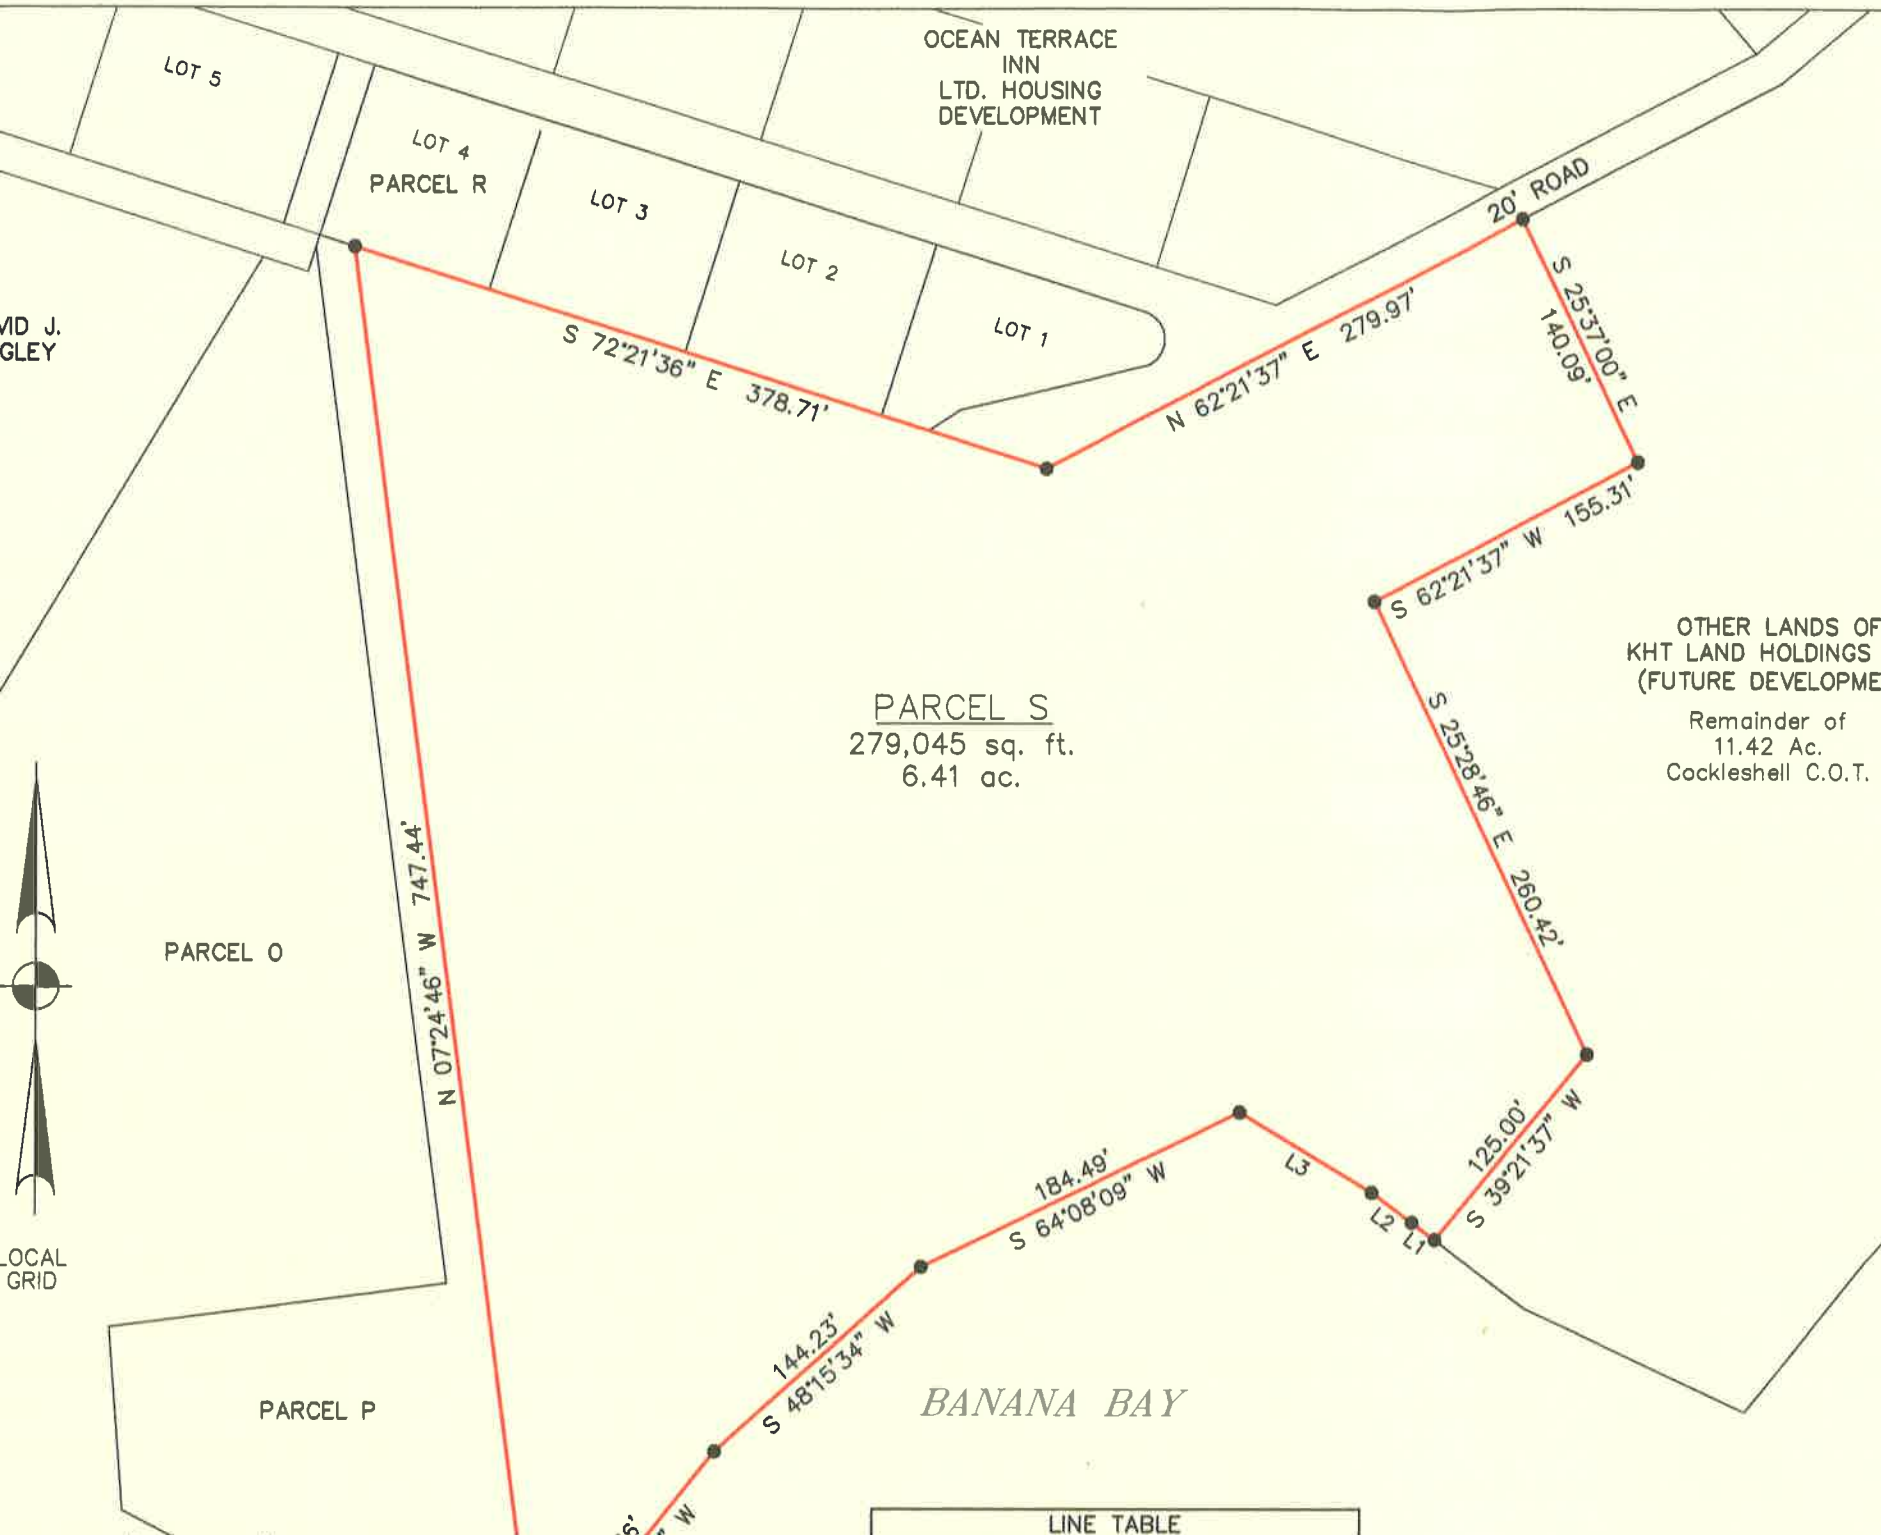 OCEAN TERRACE
INN
LTD. HOUSING
DEVELOPMENT
LOT 5
LOT 4
PARCEL R
LOT 3
LOT 2
LOT 1
20' ROAD
S 72°21'36" E 378.71'
N 62°21'37" E 279.97'
S 25°37'00" E
140.09'
S 62°21'37" W 155.31'
VID J.
GLEY
OTHER LANDS OF
KHT LAND HOLDINGS
(FUTURE DEVELOPME
Remainder of
11.42 Ac.
Cockleshell C.O.T.
PARCEL S
279,045 sq. ft.
6.41 ac.
S 25°28'46" E 260.42'
N 07°24'46" W 747.44'
PARCEL O
125.00'
S 39°21'37" W
L3
L2
L1
184.49'
S 64°08'09" W
LOCAL
GRID
144.23'
S 48°15'34" W
BANANA BAY
PARCEL P
6'
" W
LINE TABLE